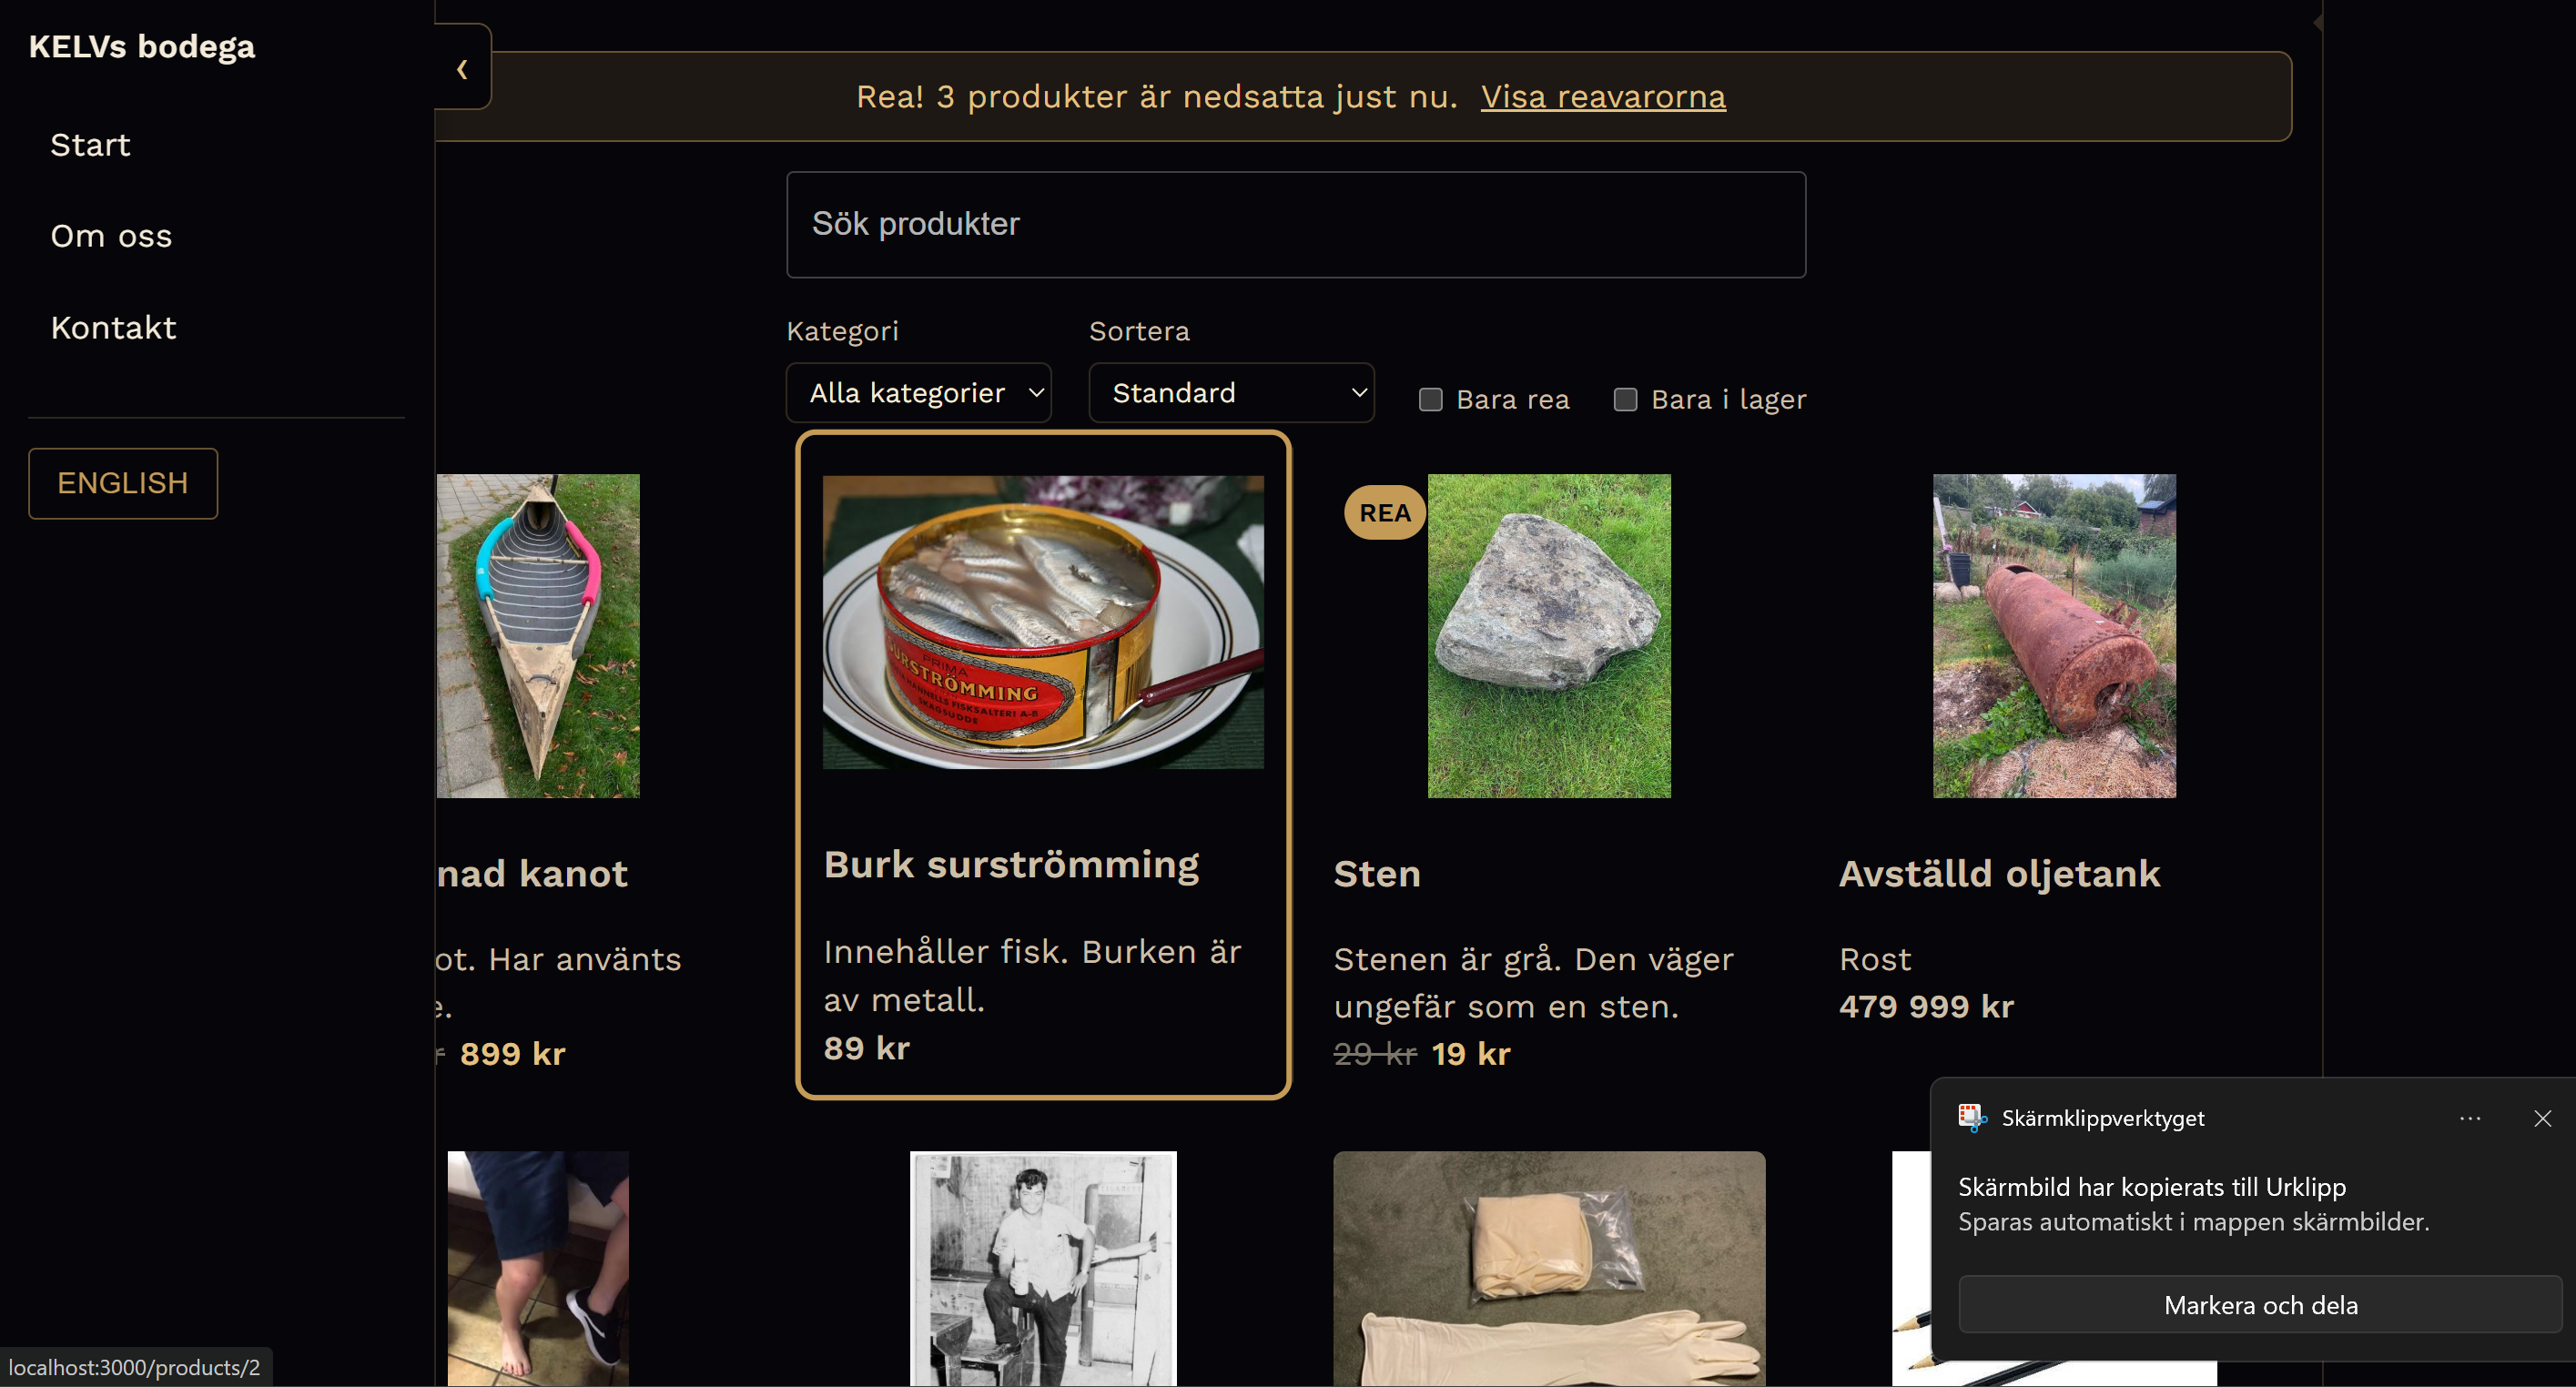 KELVs bodega
Start
Om oss
Kontakt
ENGLISH
‹
Rea! 3 produkter är nedsatta just nu. Visa reavarorna
Sök produkter
Kategori
Alla kategorier
Sortera
Standard
Bara rea
Bara i lager
nad kanot
ot. Har använts
e.
899 kr
PRIMA
SURSTRÖMMING
HANNELLS FISKSALTERI A-B
SKAGSUDDE
Burk surströmming
Innehåller fisk. Burken är
av metall.
89 kr
REA
Sten
Stenen är grå. Den väger
ungefär som en sten.
29 kr 19 kr
Avställd oljetank
Rost
479 999 kr
Skärmklippverktyget
Skärmbild har kopierats till Urklipp
Sparas automatiskt i mappen skärmbilder.
Markera och dela
localhost:3000/products/2